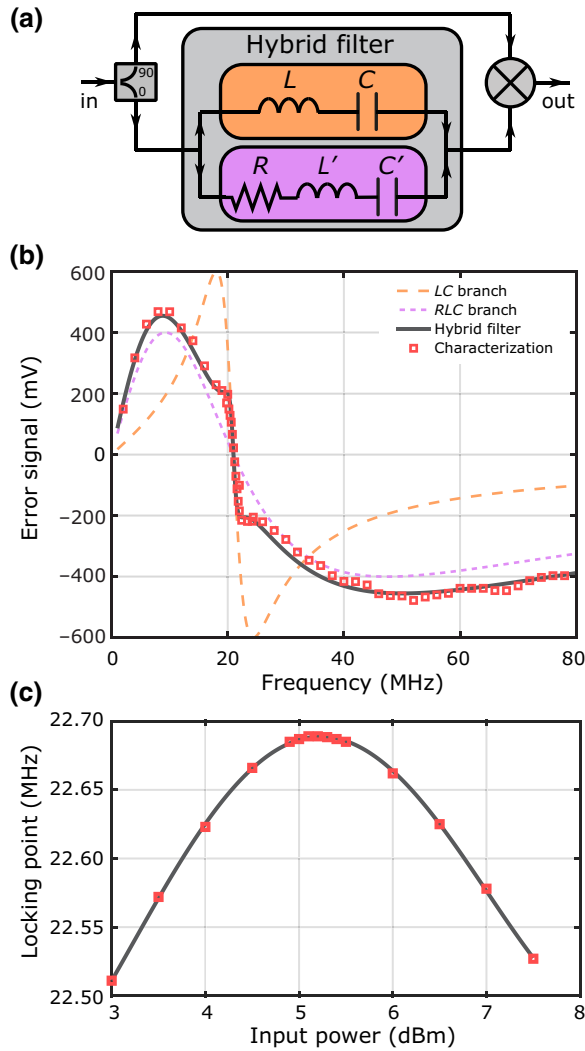 (a)
Hybrid filter
90
0
in
out
L
C
R
L′
C′
(b)
600
400
200
0
−200
−400
−600
Error signal (mV)
LC branch
RLC branch
Hybrid filter
Characterization
0
20
40
60
80
Frequency (MHz)
(c)
22.70
22.65
22.60
22.55
22.50
Locking point (MHz)
3
4
5
6
7
8
Input power (dBm)